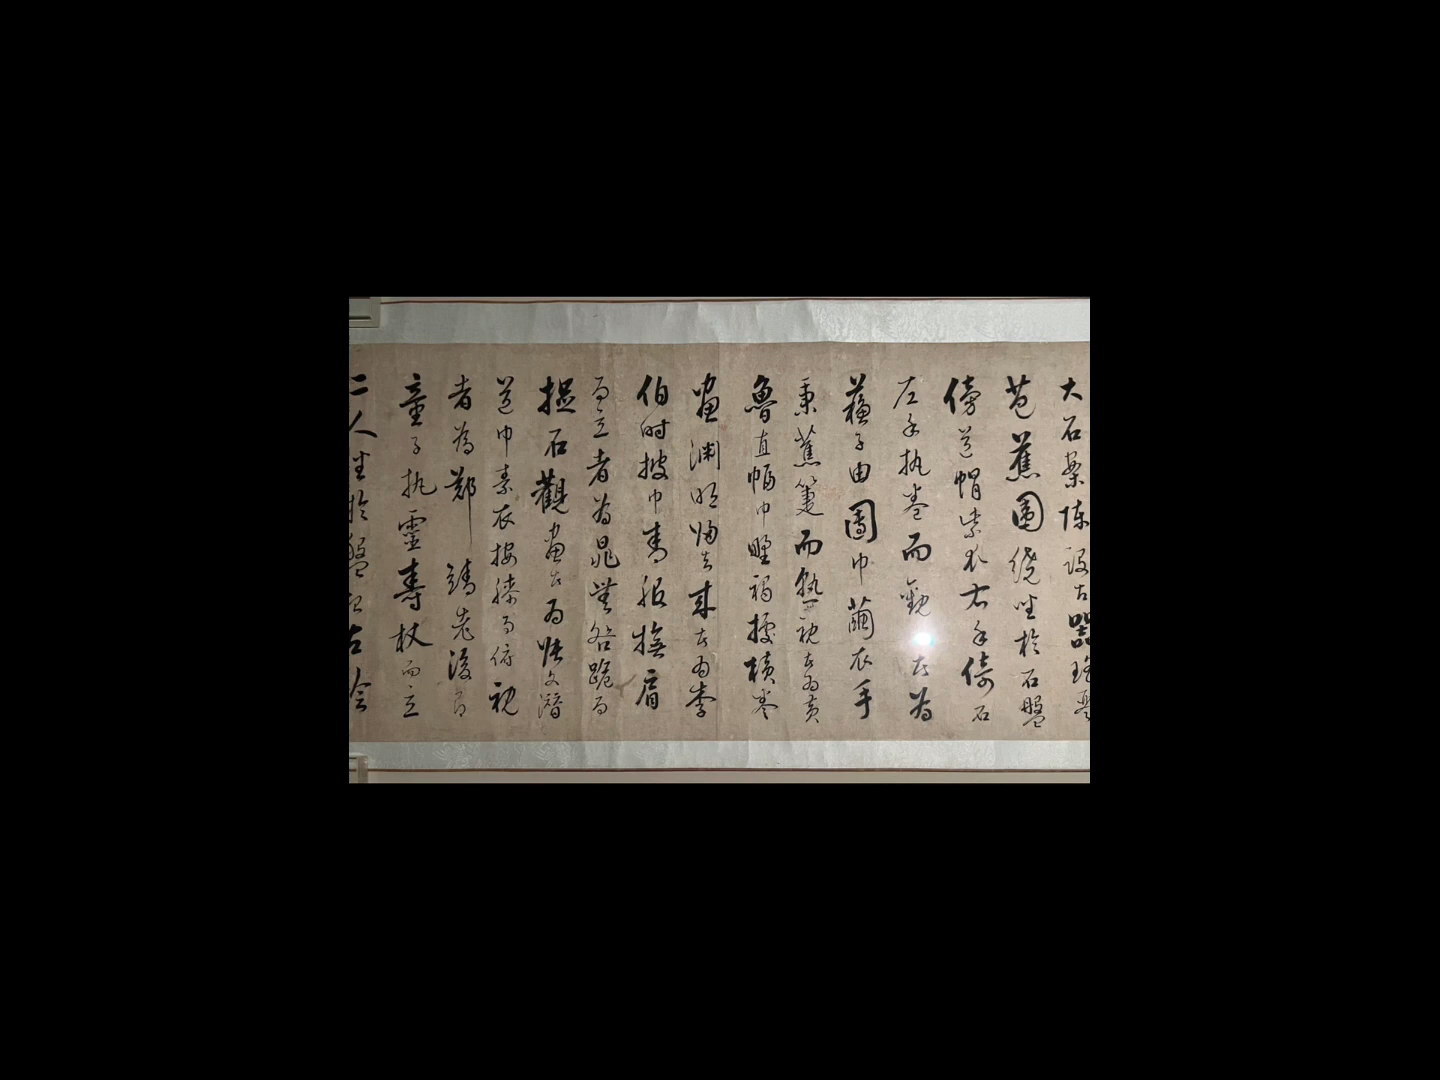 大石案陳設古器瑤琴
芭蕉圍繞坐於石盤
傍道帽紫衣右手倚石
左手執卷而觀者為
蘇子由團巾繭衣手
秉蕉箑而熟視者為黃
魯直幅巾野褐據橫卷
畫淵明歸去來者為李
伯時披巾青服撫肩
而立者為晁無咎跪而
捉石觀畫者為張文潛
道巾素衣按膝而俯視
者為鄭靖老後有
童子執靈壽杖而立
二人坐於盤根古檜